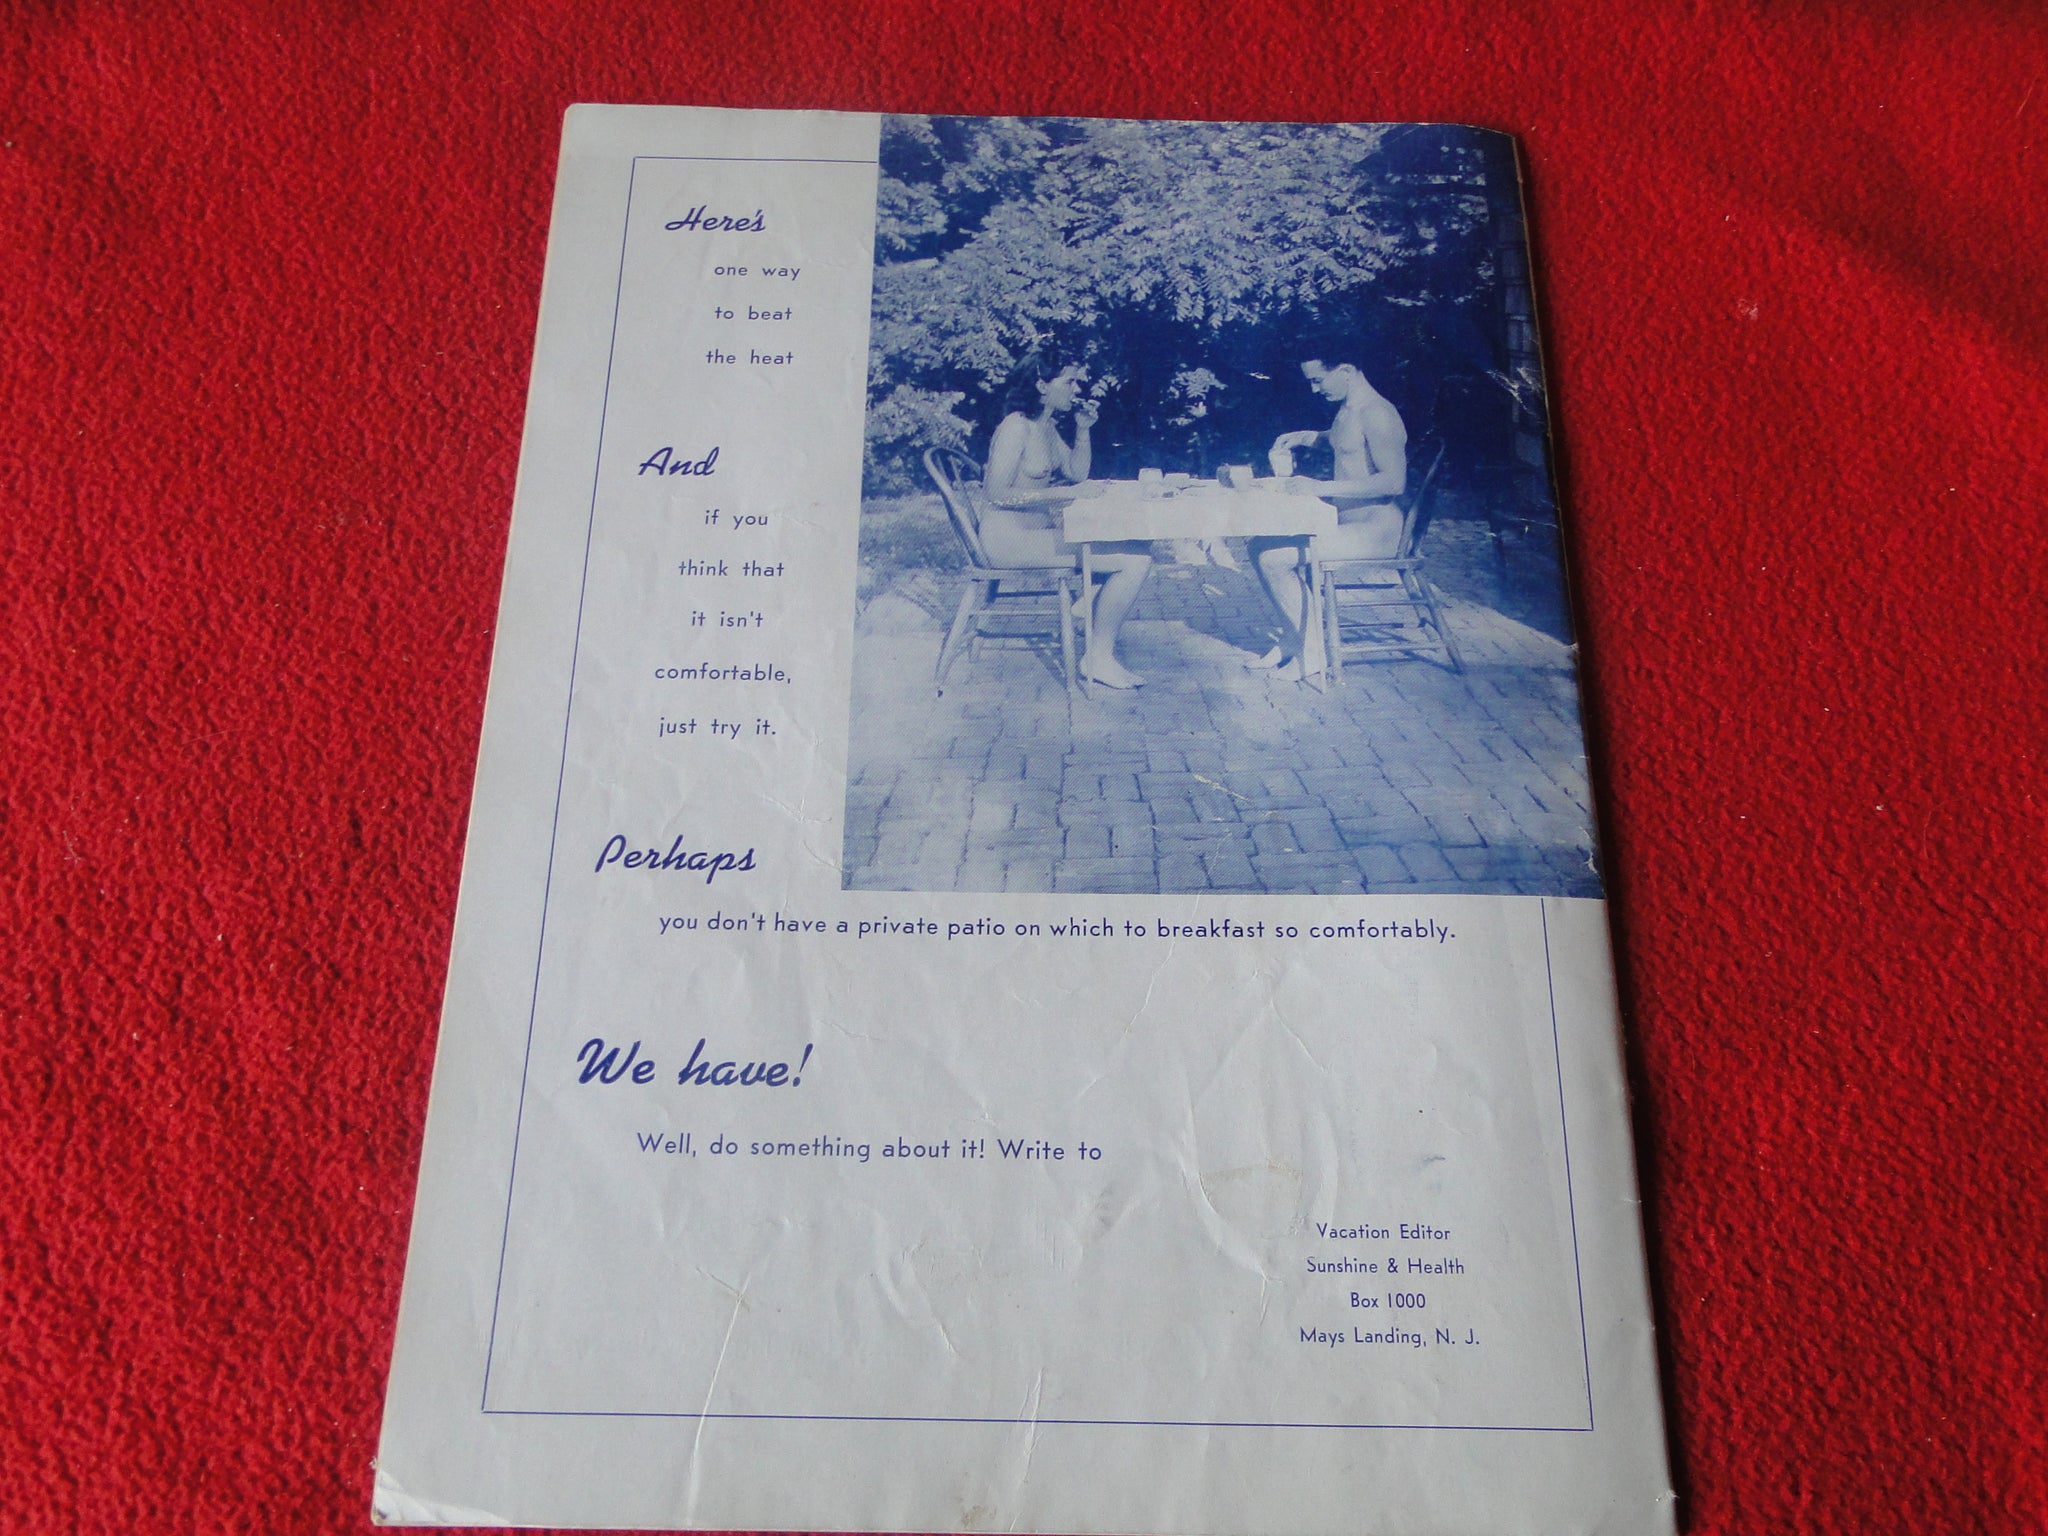 Here's
one way
to beat
the heat
And
if you
think that
it isn't
comfortable,
just try it.
Perhaps
you don't have a private patio on which to breakfast so comfortably.
We have!
Well, do something about it! Write to
Vacation Editor
Sunshine & Health
Box 1000
Mays Landing, N. J.